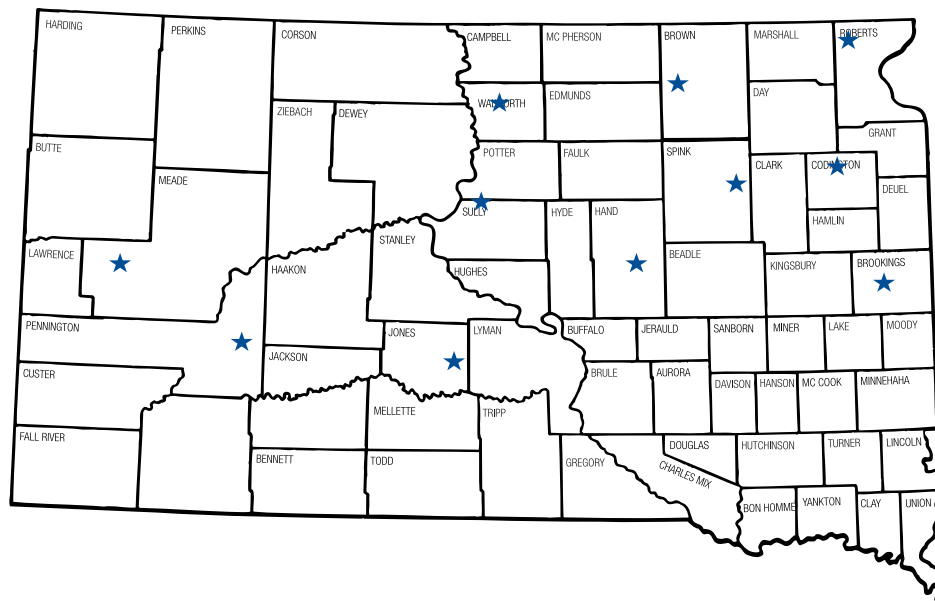 HARDING
PERKINS
CORSON
CAMPBELL
MC PHERSON
BROWN
MARSHALL
ROBERTS
ZIEBACH
DEWEY
WALWORTH
EDMUNDS
DAY
GRANT
BUTTE
MEADE
POTTER
FAULK
SPINK
CLARK
CODINGTON
DEUEL
SULLY
HYDE
HAND
HAMLIN
LAWRENCE
HAAKON
STANLEY
HUGHES
BEADLE
KINGSBURY
BROOKINGS
PENNINGTON
JACKSON
JONES
LYMAN
BUFFALO
JERAULD
SANBORN
MINER
LAKE
MOODY
CUSTER
BRULE
AURORA
DAVISON
HANSON
MC COOK
MINNEHAHA
FALL RIVER
MELLETTE
TRIPP
BENNETT
TODD
GREGORY
DOUGLAS
CHARLES MIX
HUTCHINSON
TURNER
LINCOLN
BON HOMME
YANKTON
CLAY
UNION